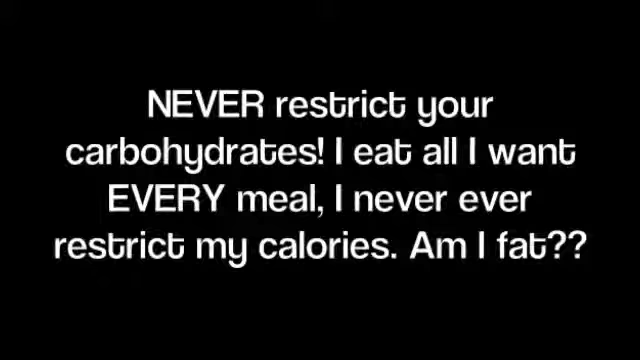 NEVER restrict your
carbohydrates! I eat all I want
EVERY meal, I never ever
restrict my calories. Am I fat??